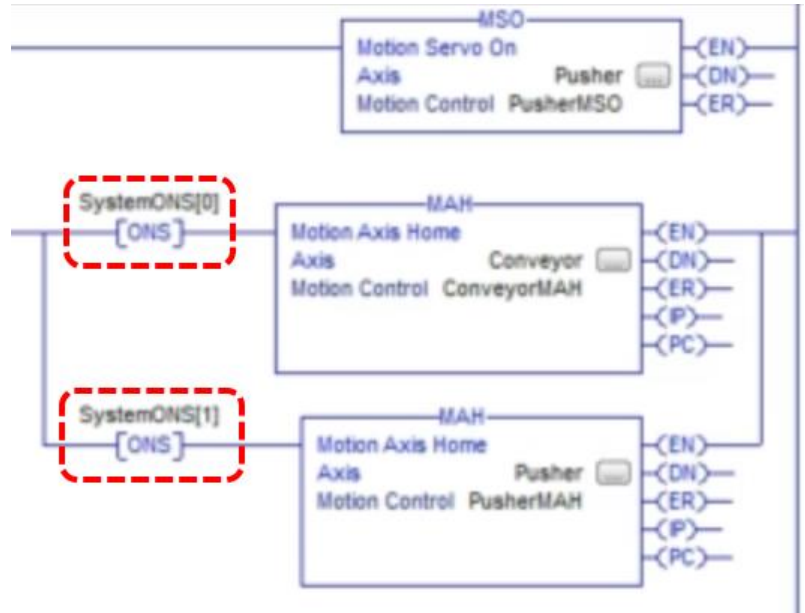 MSO
Motion Servo On
Axis Pusher ...
Motion Control PusherMSO
(EN)
(DN)
(ER)
SystemONS[0]
[ONS]
MAH
Motion Axis Home
Axis Conveyor ...
Motion Control ConveyorMAH
(EN)
(DN)
(ER)
(IP)
(PC)
SystemONS[1]
[ONS]
MAH
Motion Axis Home
Axis Pusher ...
Motion Control PusherMAH
(EN)
(DN)
(ER)
(IP)
(PC)